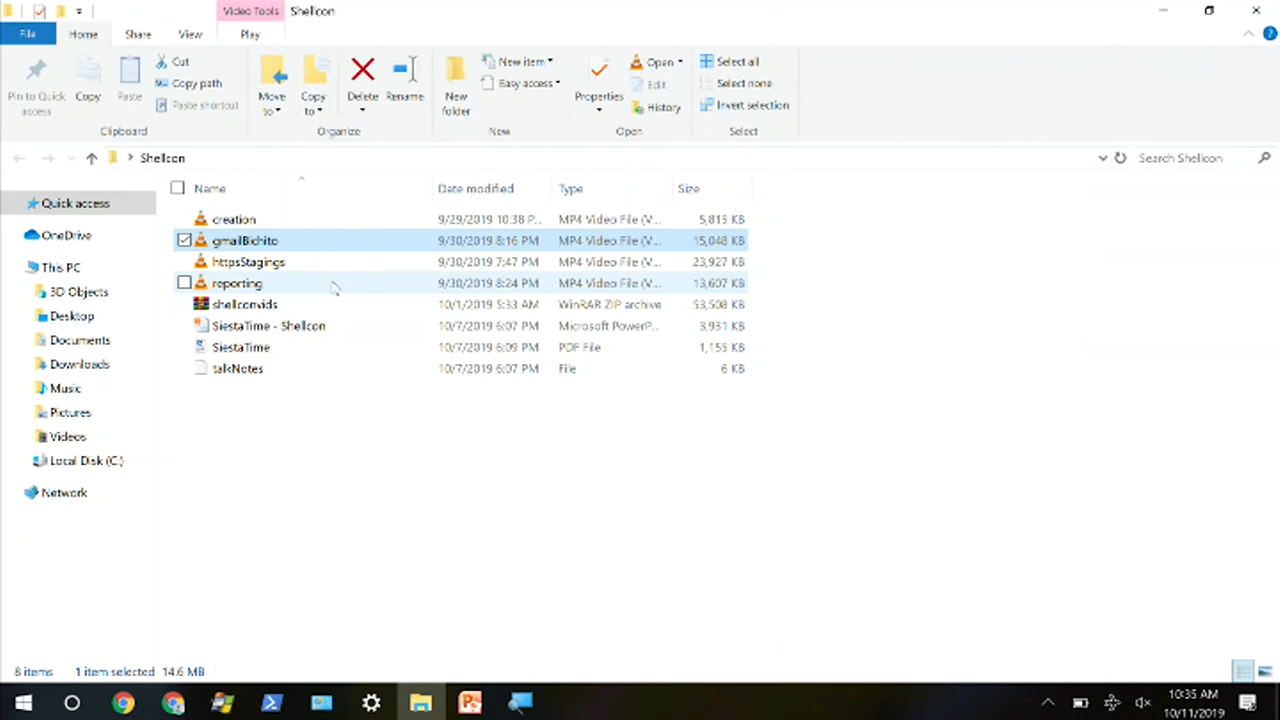 Video Tools Shellcon
File Home Share View Play
Pin to Quick access
Copy
Paste
Cut
Copy path
Paste shortcut
Clipboard
Move to
Copy to
Delete
Rename
Organize
New folder
New item
Easy access
New
Properties
Open
Edit
History
Open
Select all
Select none
Invert selection
Select
Shellcon
Search Shellcon
Name Date modified Type Size
creation 9/29/2019 10:38 P... MP4 Video File (V... 5,815 KB
gmailBichito 9/30/2019 8:16 PM MP4 Video File (V... 15,048 KB
httpsStagings 9/30/2019 7:47 PM MP4 Video File (V... 23,927 KB
reporting 9/30/2019 8:24 PM MP4 Video File (V... 13,607 KB
shellconvids 10/1/2019 5:33 AM WinRAR ZIP archive 53,508 KB
SiestaTime - Shellcon 10/7/2019 6:07 PM Microsoft PowerP... 3,931 KB
SiestaTime 10/7/2019 6:09 PM PDF File 1,155 KB
talkNotes 10/7/2019 6:07 PM File 6 KB
Quick access
OneDrive
This PC
3D Objects
Desktop
Documents
Downloads
Music
Pictures
Videos
Local Disk (C:)
Network
8 items 1 item selected 14.6 MB
10:35 AM
10/11/2019